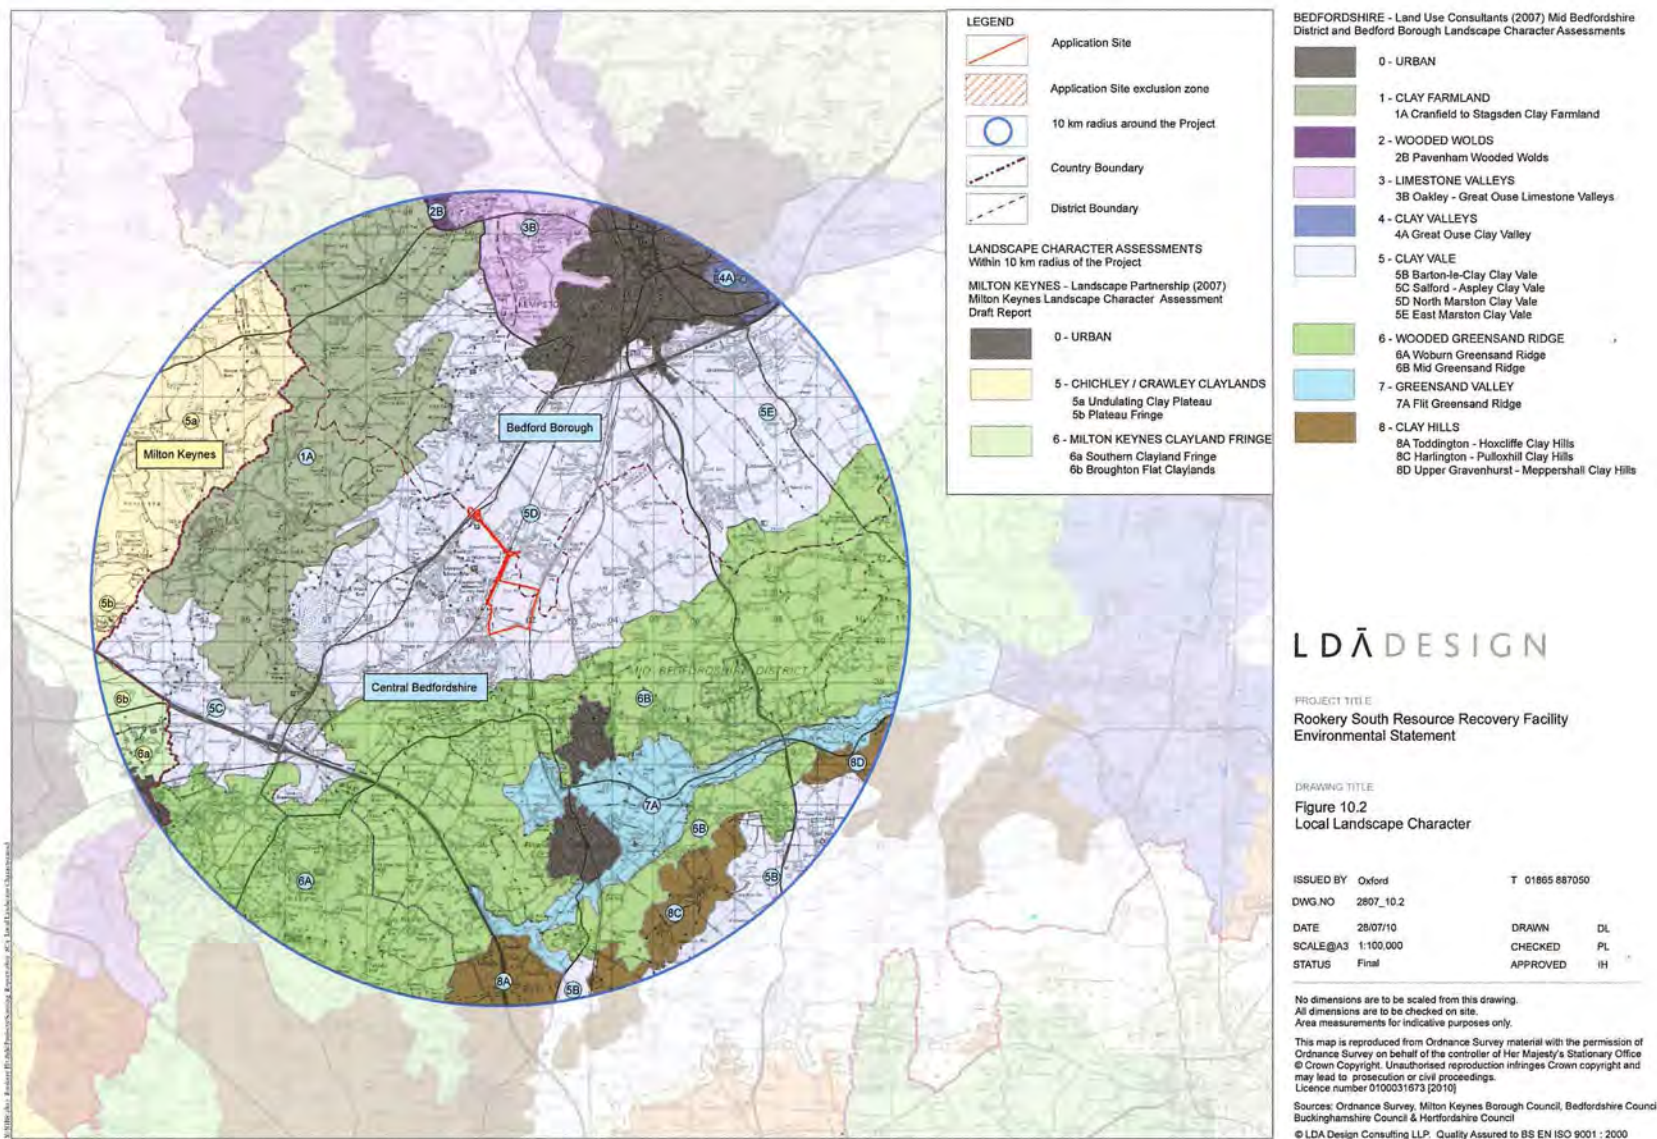 LEGEND
Application Site
Application Site exclusion zone
10 km radius around the Project
Country Boundary
District Boundary
LANDSCAPE CHARACTER ASSESSMENTS
Within 10 km radius of the Project
MILTON KEYNES - Landscape Partnership (2007)
Milton Keynes Landscape Character Assessment
Draft Report
0 - URBAN
5 - CHICHLEY / CRAWLEY CLAYLANDS
5a Undulating Clay Plateau
5b Plateau Fringe
6 - MILTON KEYNES CLAYLAND FRINGE
6a Southern Clayland Fringe
6b Broughton Flat Claylands
BEDFORDSHIRE - Land Use Consultants (2007) Mid Bedfordshire
District and Bedford Borough Landscape Character Assessments
0 - URBAN
1 - CLAY FARMLAND
1A Cranfield to Stagsden Clay Farmland
2 - WOODED WOLDS
2B Pavenham Wooded Wolds
3 - LIMESTONE VALLEYS
3B Oakley - Great Ouse Limestone Valleys
4 - CLAY VALLEYS
4A Great Ouse Clay Valley
5 - CLAY VALE
5B Barton-le-Clay Clay Vale
5C Salford - Aspley Clay Vale
5D North Marston Clay Vale
5E East Marston Clay Vale
6 - WOODED GREENSAND RIDGE
6A Woburn Greensand Ridge
6B Mid Greensand Ridge
7 - GREENSAND VALLEY
7A Flit Greensand Ridge
8 - CLAY HILLS
8A Toddington - Hoxcliffe Clay Hills
8C Harlington - Pulloxhill Clay Hills
8D Upper Gravenhurst - Meppershall Clay Hills
2B
3B
4A
5a
Milton Keynes
1A
Bedford Borough
5E
5D
5b
Central Bedfordshire
MID BEDFORDSHIRE DISTRICT
6b
5C
6B
6a
8D
7A
6B
6A
5B
8C
8A
5B
LDĀDESIGN
PROJECT TITLE
Rookery South Resource Recovery Facility
Environmental Statement
DRAWING TITLE
Figure 10.2
Local Landscape Character
ISSUED BY Oxford T 01865 887050
DWG.NO 2807_10.2
DATE 28/07/10 DRAWN DL
SCALE@A3 1:100,000 CHECKED PL
STATUS Final APPROVED IH
No dimensions are to be scaled from this drawing.
All dimensions are to be checked on site.
Area measurements for indicative purposes only.
This map is reproduced from Ordnance Survey material with the permission of
Ordnance Survey on behalf of the controller of Her Majesty's Stationary Office
© Crown Copyright. Unauthorised reproduction infringes Crown copyright and
may lead to prosecution or civil proceedings.
Licence number 0100031673 [2010]
Sources: Ordnance Survey, Milton Keynes Borough Council, Bedfordshire Counci
Buckinghamshire Council & Hertfordshire Council
© LDA Design Consulting LLP. Quality Assured to BS EN ISO 9001 : 2000